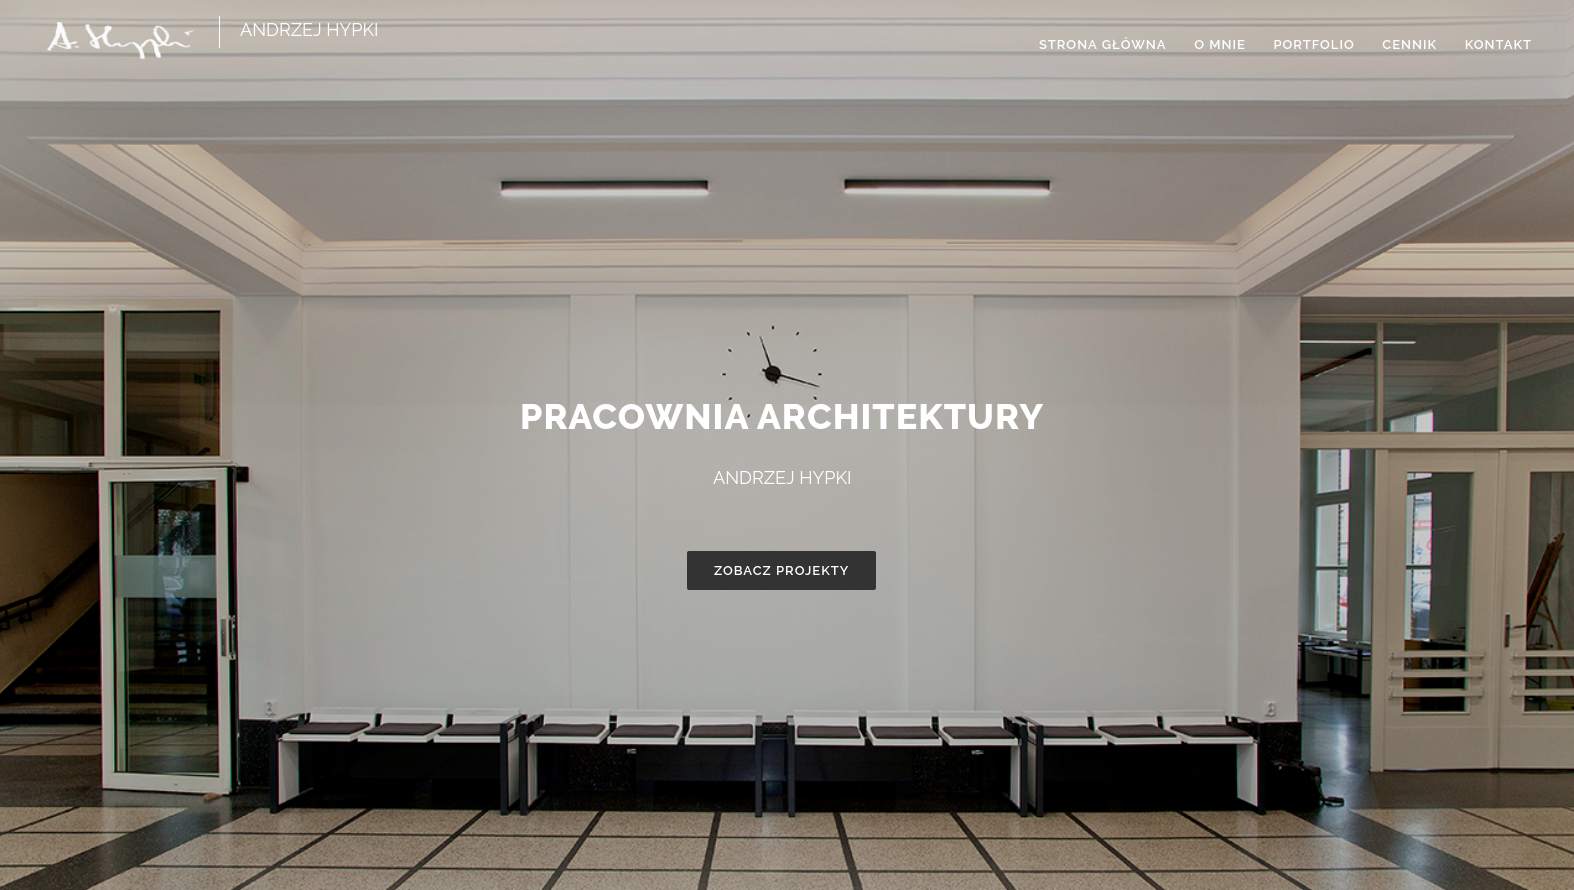 A. Hypki
ANDRZEJ HYPKI
STRONA GŁÓWNA O MNIE PORTFOLIO CENNIK KONTAKT
PRACOWNIA ARCHITEKTURY
ANDRZEJ HYPKI
ZOBACZ PROJEKTY